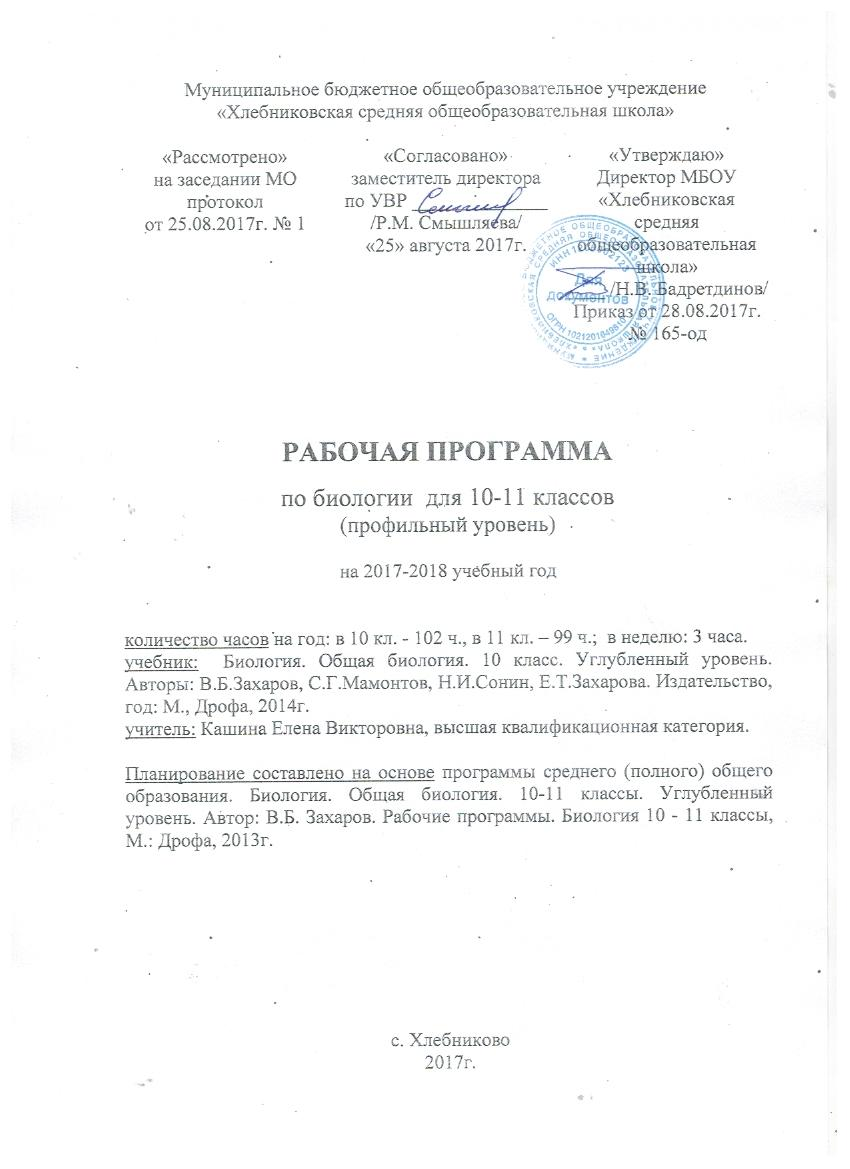 Муниципальное бюджетное общеобразовательное учреждение
«Хлебниковская средняя общеобразовательная школа»
«Рассмотрено»
на заседании МО
протокол
от 25.08.2017г. № 1
«Согласовано»
заместитель директора
по УВР
/Р.М. Смышляева/
«25» августа 2017г.
«Утверждаю»
Директор МБОУ
«Хлебниковская
средняя
общеобразовательная
школа»
/Н.В. Бадретдинов/
Приказ от 28.08.2017г.
№ 165-од
Для
документов
РАБОЧАЯ ПРОГРАММА
по биологии для 10-11 классов
(профильный уровень)
на 2017-2018 учебный год
количество часов на год: в 10 кл. - 102 ч., в 11 кл. – 99 ч.; в неделю: 3 часа.
учебник: Биология. Общая биология. 10 класс. Углубленный уровень.
Авторы: В.Б.Захаров, С.Г.Мамонтов, Н.И.Сонин, Е.Т.Захарова. Издательство,
год: М., Дрофа, 2014г.
учитель: Кашина Елена Викторовна, высшая квалификационная категория.
Планирование составлено на основе программы среднего (полного) общего
образования. Биология. Общая биология. 10-11 классы. Углубленный
уровень. Автор: В.Б. Захаров. Рабочие программы. Биология 10 - 11 классы,
М.: Дрофа, 2013г.
с. Хлебниково
2017г.